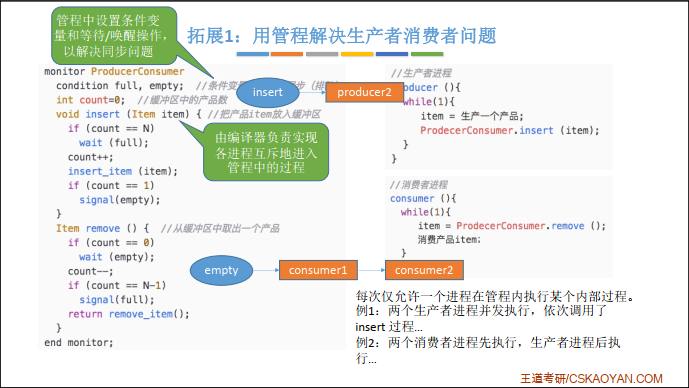 拓展1：用管程解决生产者消费者问题
管程中设置条件变
量和等待/唤醒操作，
以解决同步问题
monitor ProducerConsumer
condition full, empty; //条件变
int count=0; //缓冲区中的产品数
void insert (Item item) { //把产品item放入缓冲区
if (count == N)
wait (full);
count++;
insert_item (item);
if (count == 1)
signal(empty);
}
Item remove () { //从缓冲区中取出一个产品
if (count == 0)
wait (empty);
count--;
if (count == N-1)
signal(full);
return remove_item();
}
end monitor;
由编译器负责实现
各进程互斥地进入
管程中的过程
insert
producer2
empty
consumer1
consumer2
//生产者进程
oducer (){
while(1){
item = 生产一个产品;
ProdecerConsumer.insert (item);
}
}
//消费者进程
consumer (){
while(1){
item = ProdecerConsumer.remove ();
消费产品item;
}
每次仅允许一个进程在管程内执行某个内部过程。
例1：两个生产者进程并发执行，依次调用了
insert 过程…
例2：两个消费者进程先执行，生产者进程后执
行…
王道考研/CSKAOYAN.COM